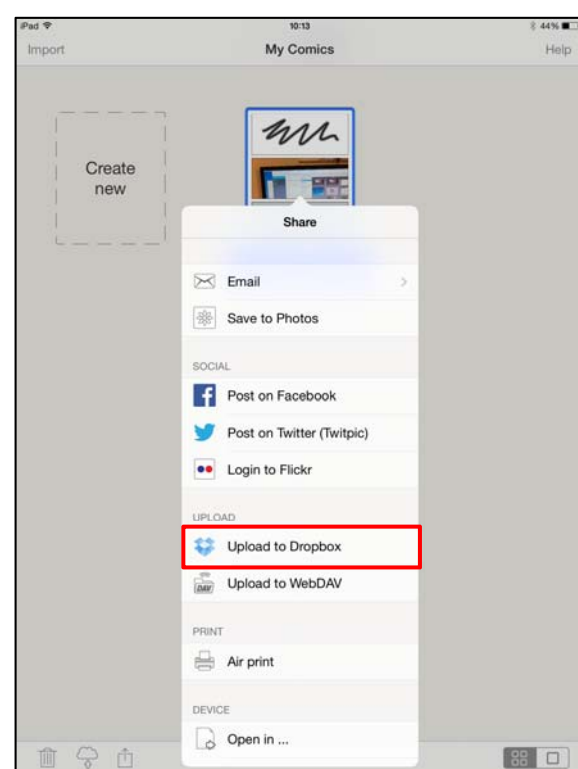 iPad 10:13 44%
Import My Comics Help
Create
new
Share
Email
Save to Photos
SOCIAL
Post on Facebook
Post on Twitter (Twitpic)
Login to Flickr
UPLOAD
Upload to Dropbox
DAV Upload to WebDAV
PRINT
Air print
DEVICE
Open in ...